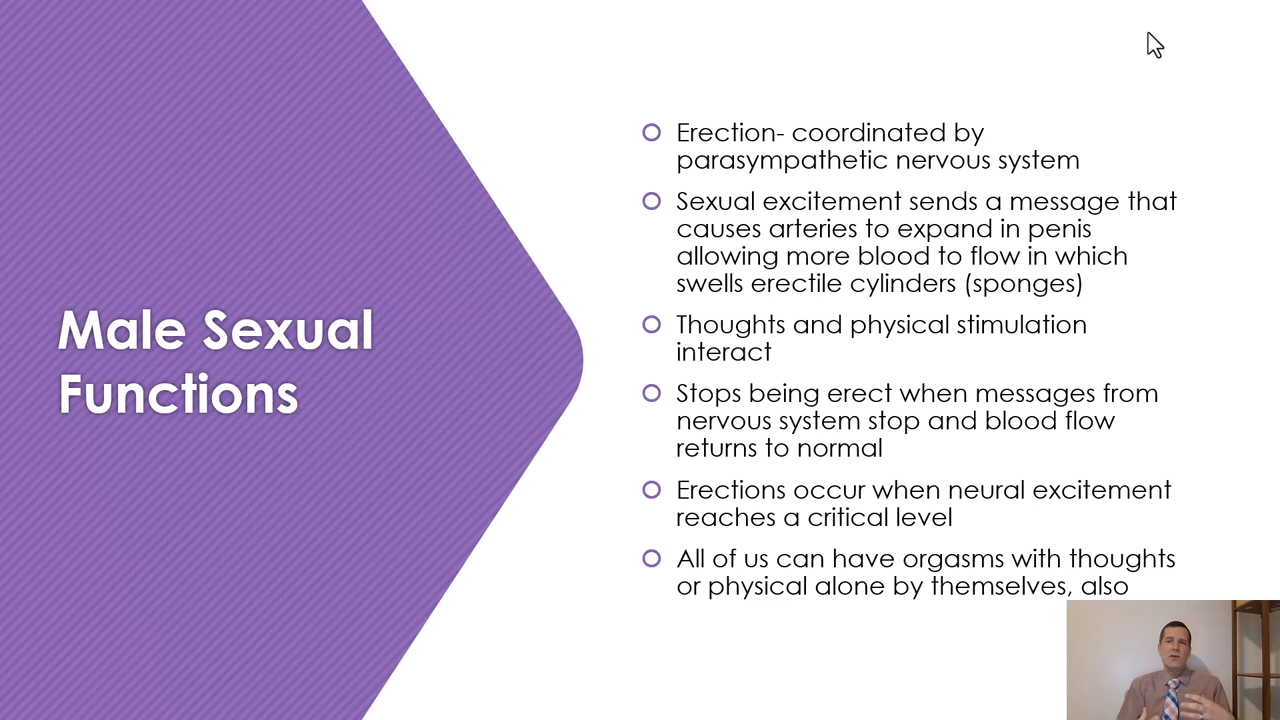 Male Sexual
Functions
Erection- coordinated by
parasympathetic nervous system
Sexual excitement sends a message that
causes arteries to expand in penis
allowing more blood to flow in which
swells erectile cylinders (sponges)
Thoughts and physical stimulation
interact
Stops being erect when messages from
nervous system stop and blood flow
returns to normal
Erections occur when neural excitement
reaches a critical level
All of us can have orgasms with thoughts
or physical alone by themselves, also